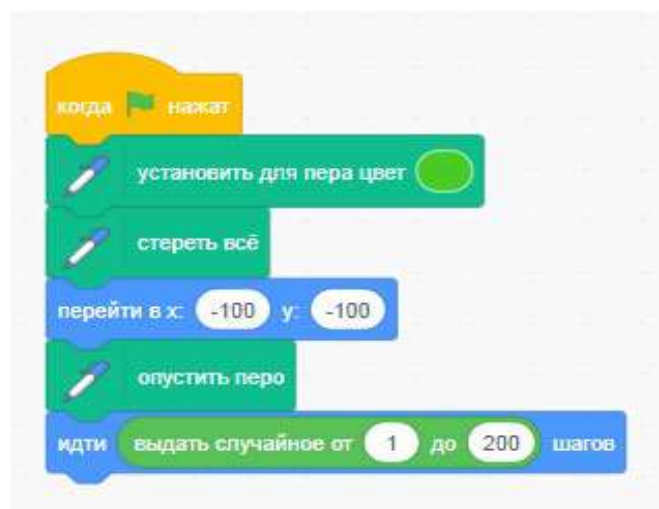 когда нажат
установить для пера цвет
стереть всё
перейти в x: -100 y: -100
опустить перо
идти выдать случайное от 1 до 200 шагов